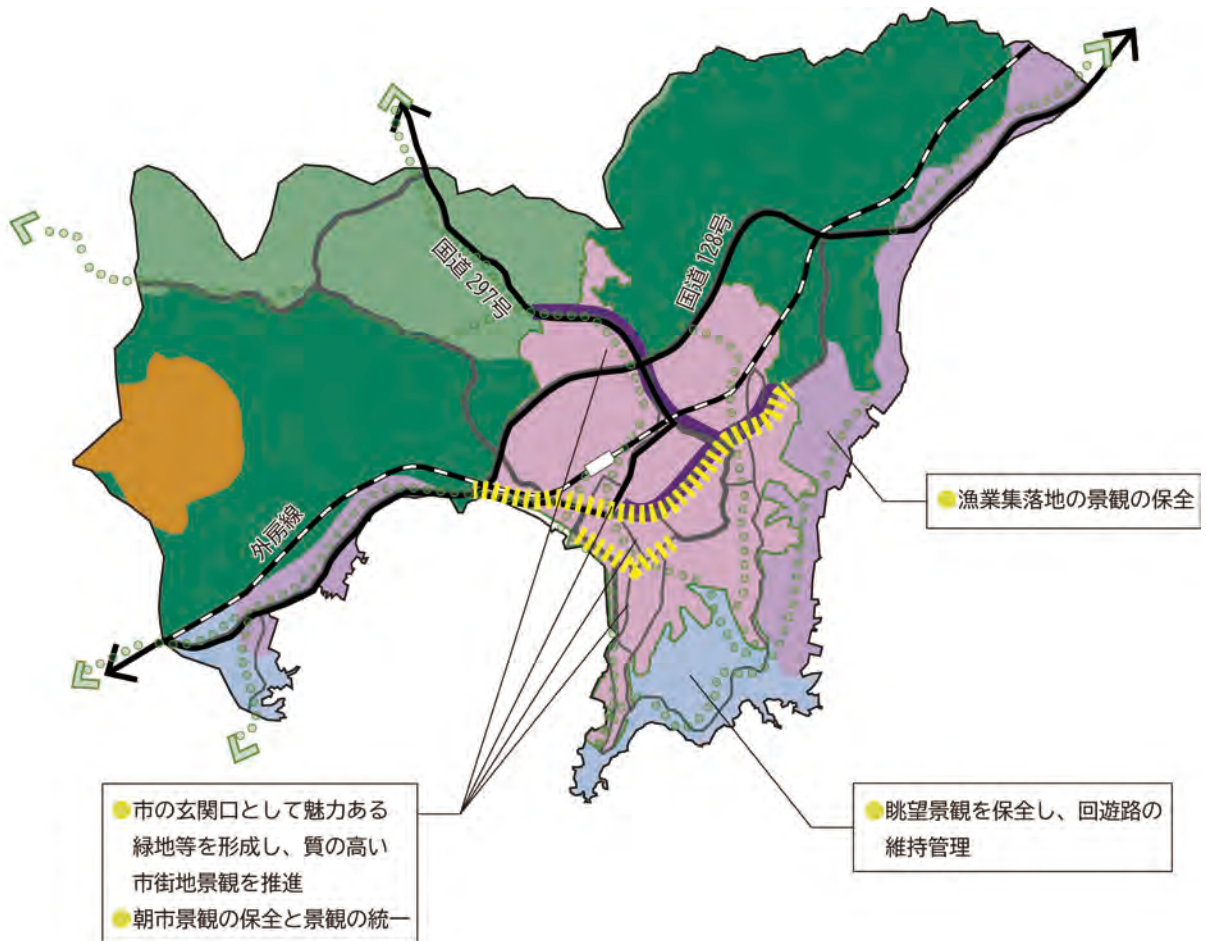 国道 297号
国道 128号
外房線
漁業集落地の景観の保全
市の玄関口として魅力ある
緑地等を形成し、質の高い
市街地景観を推進
朝市景観の保全と景観の統一
眺望景観を保全し、回遊路の
維持管理